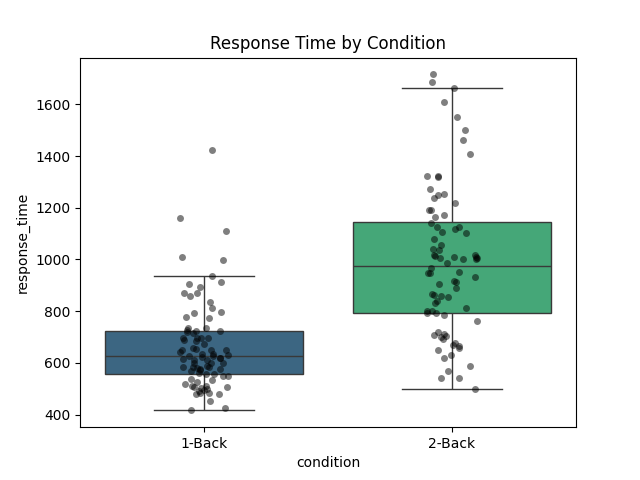 Response Time by Condition
response_time
1600
1400
1200
1000
800
600
400
1-Back
2-Back
condition